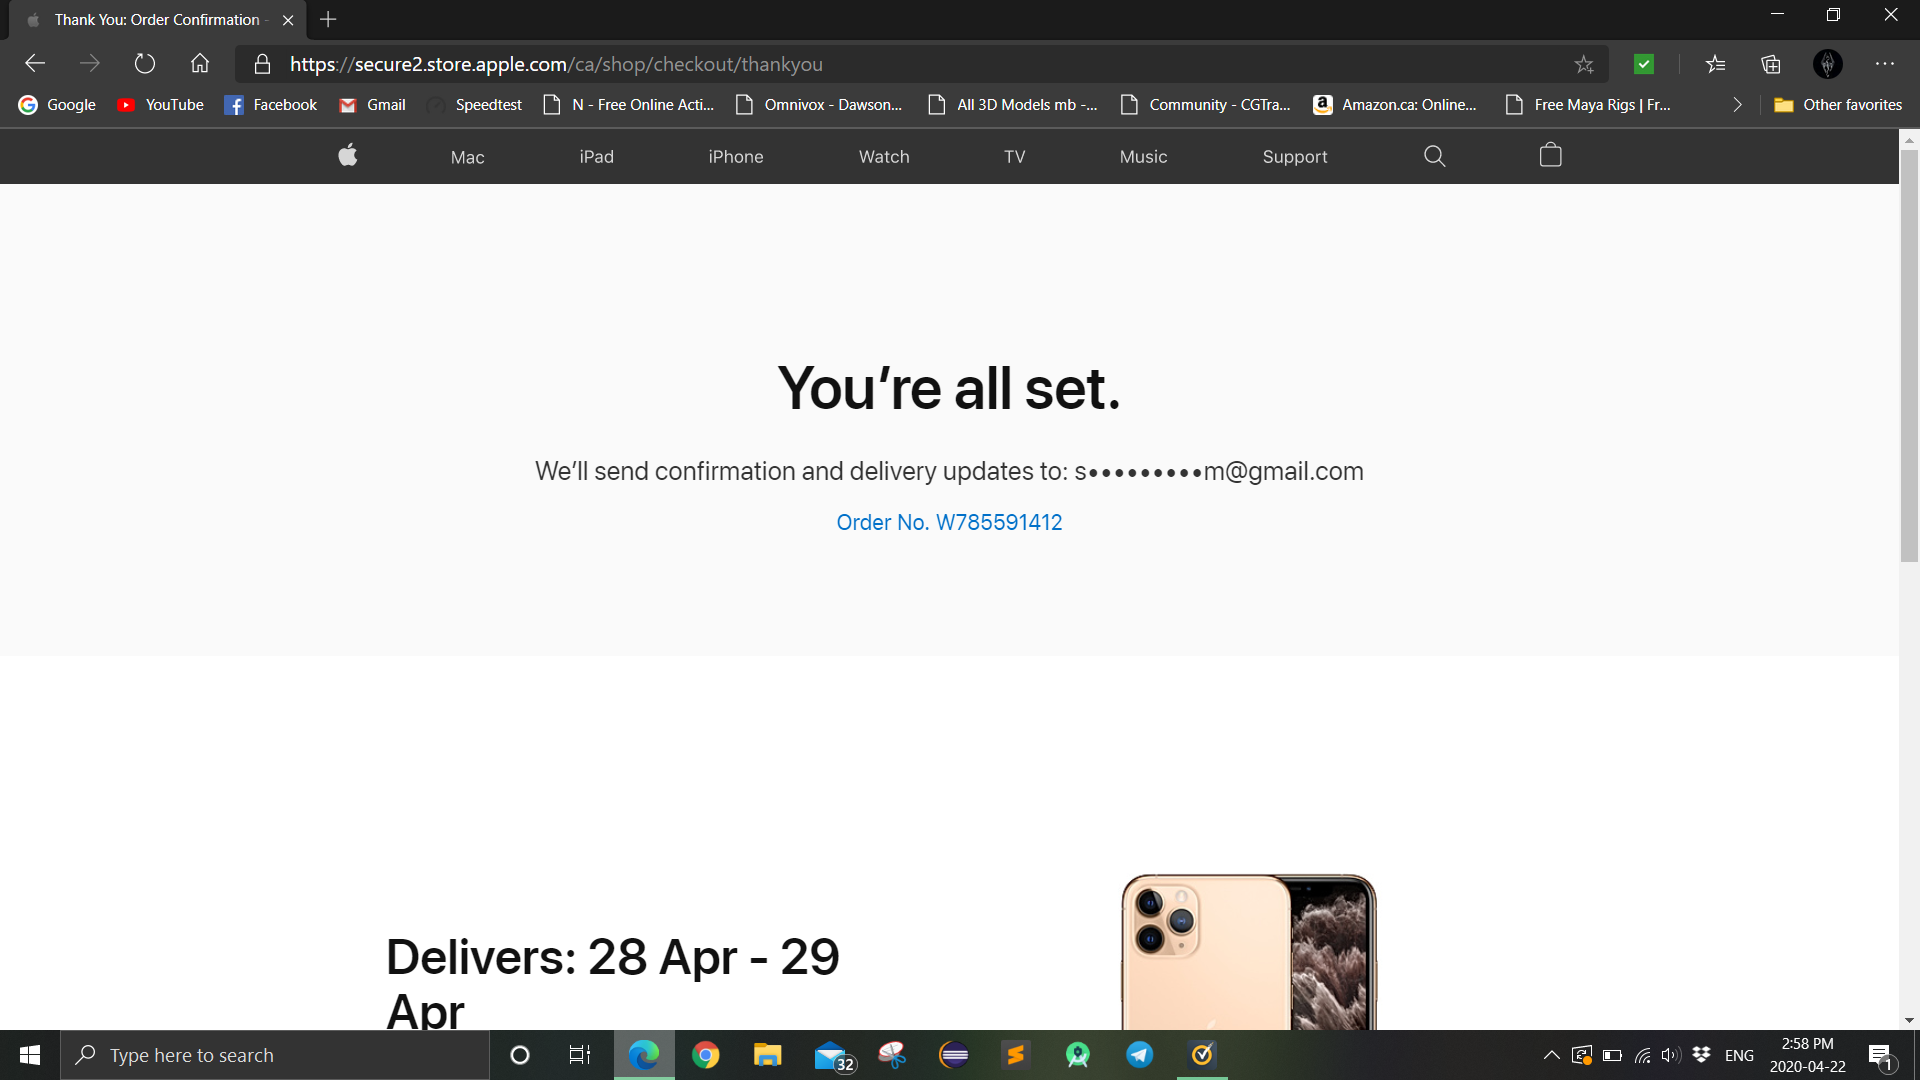 Thank You: Order Confirmation -
https://secure2.store.apple.com/ca/shop/checkout/thankyou
Google YouTube Facebook Gmail Speedtest N - Free Online Acti... Omnivox - Dawson... All 3D Models mb -... Community - CGTra... Amazon.ca: Online... Free Maya Rigs | Fr... Other favorites
Mac iPad iPhone Watch TV Music Support
You’re all set.
We’ll send confirmation and delivery updates to: s•••••••••m@gmail.com
Order No. W785591412
Delivers: 28 Apr - 29
Apr
Type here to search 32 ENG 2:58 PM 1
2020-04-22